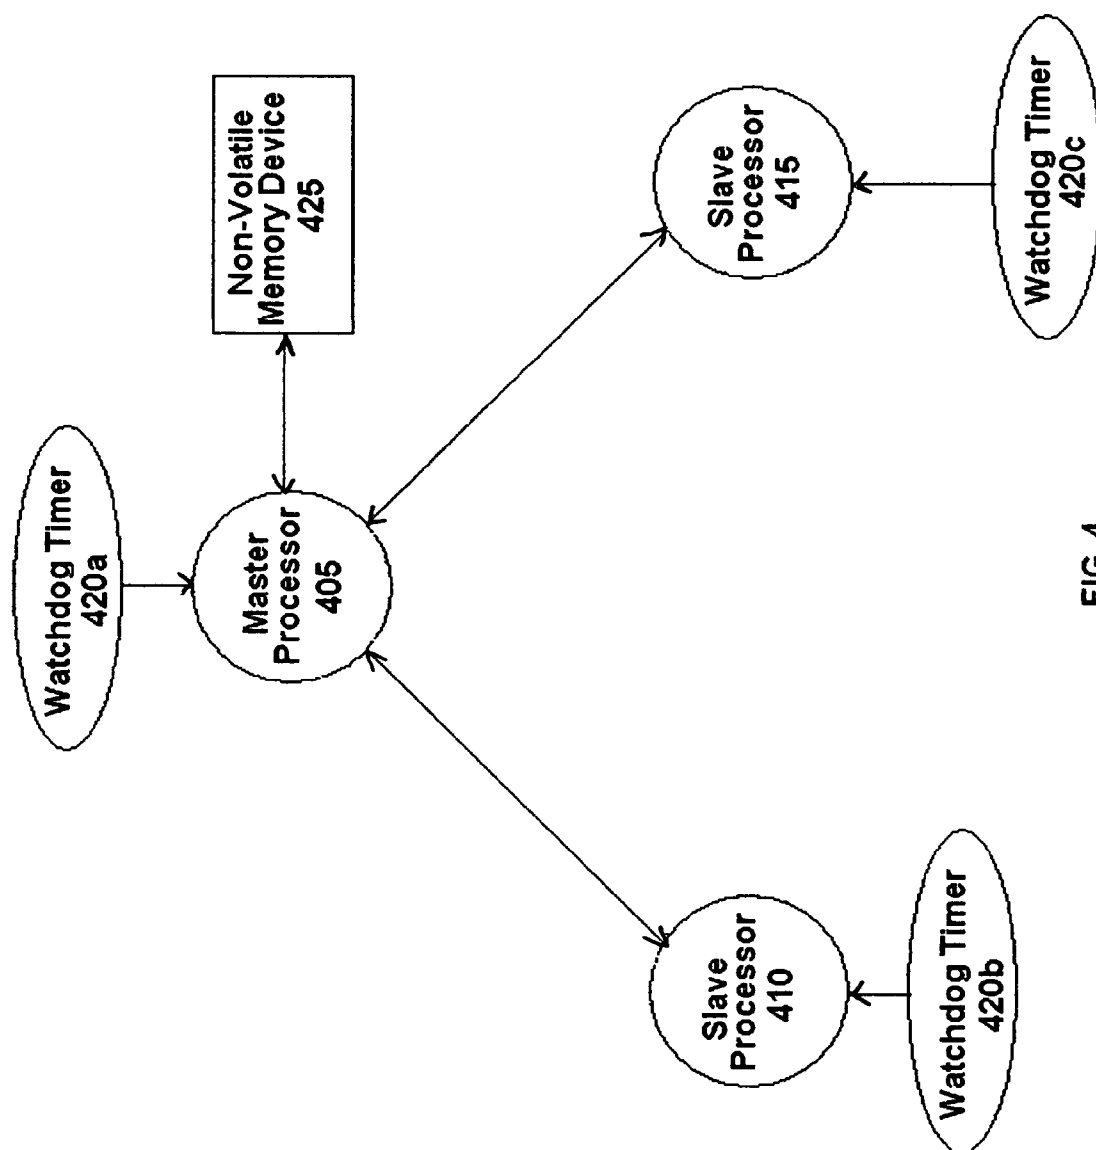 Watchdog Timer
420a
Master
Processor
405
Non-Volatile
Memory Device
425
Slave
Processor
410
Slave
Processor
415
Watchdog Timer
420b
Watchdog Timer
420c
FIG. 4